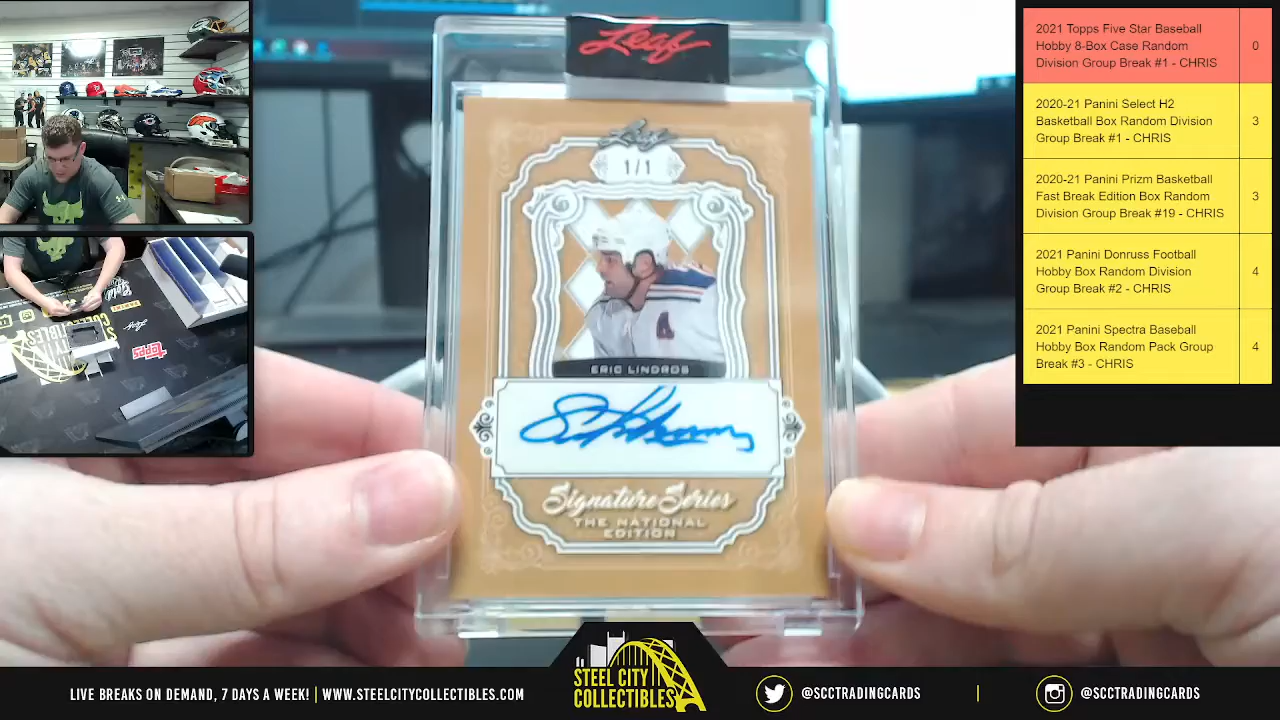 Leaf
Leaf
1/1
ERIC LINDROS
Signature Series
THE NATIONAL
EDITION
topps
2021 Topps Five Star Baseball
Hobby 8-Box Case Random
Division Group Break #1 - CHRIS
0
2020-21 Panini Select H2
Basketball Box Random Division
Group Break #1 - CHRIS
3
2020-21 Panini Prizm Basketball
Fast Break Edition Box Random
Division Group Break #19 - CHRIS
3
2021 Panini Donruss Football
Hobby Box Random Division
Group Break #2 - CHRIS
4
2021 Panini Spectra Baseball
Hobby Box Random Pack Group
Break #3 - CHRIS
4
LIVE BREAKS ON DEMAND, 7 DAYS A WEEK! | WWW.STEELCITYCOLLECTIBLES.COM
STEEL CITY
COLLECTIBLES
@SCCTRADINGCARDS
@SCCTRADINGCARDS